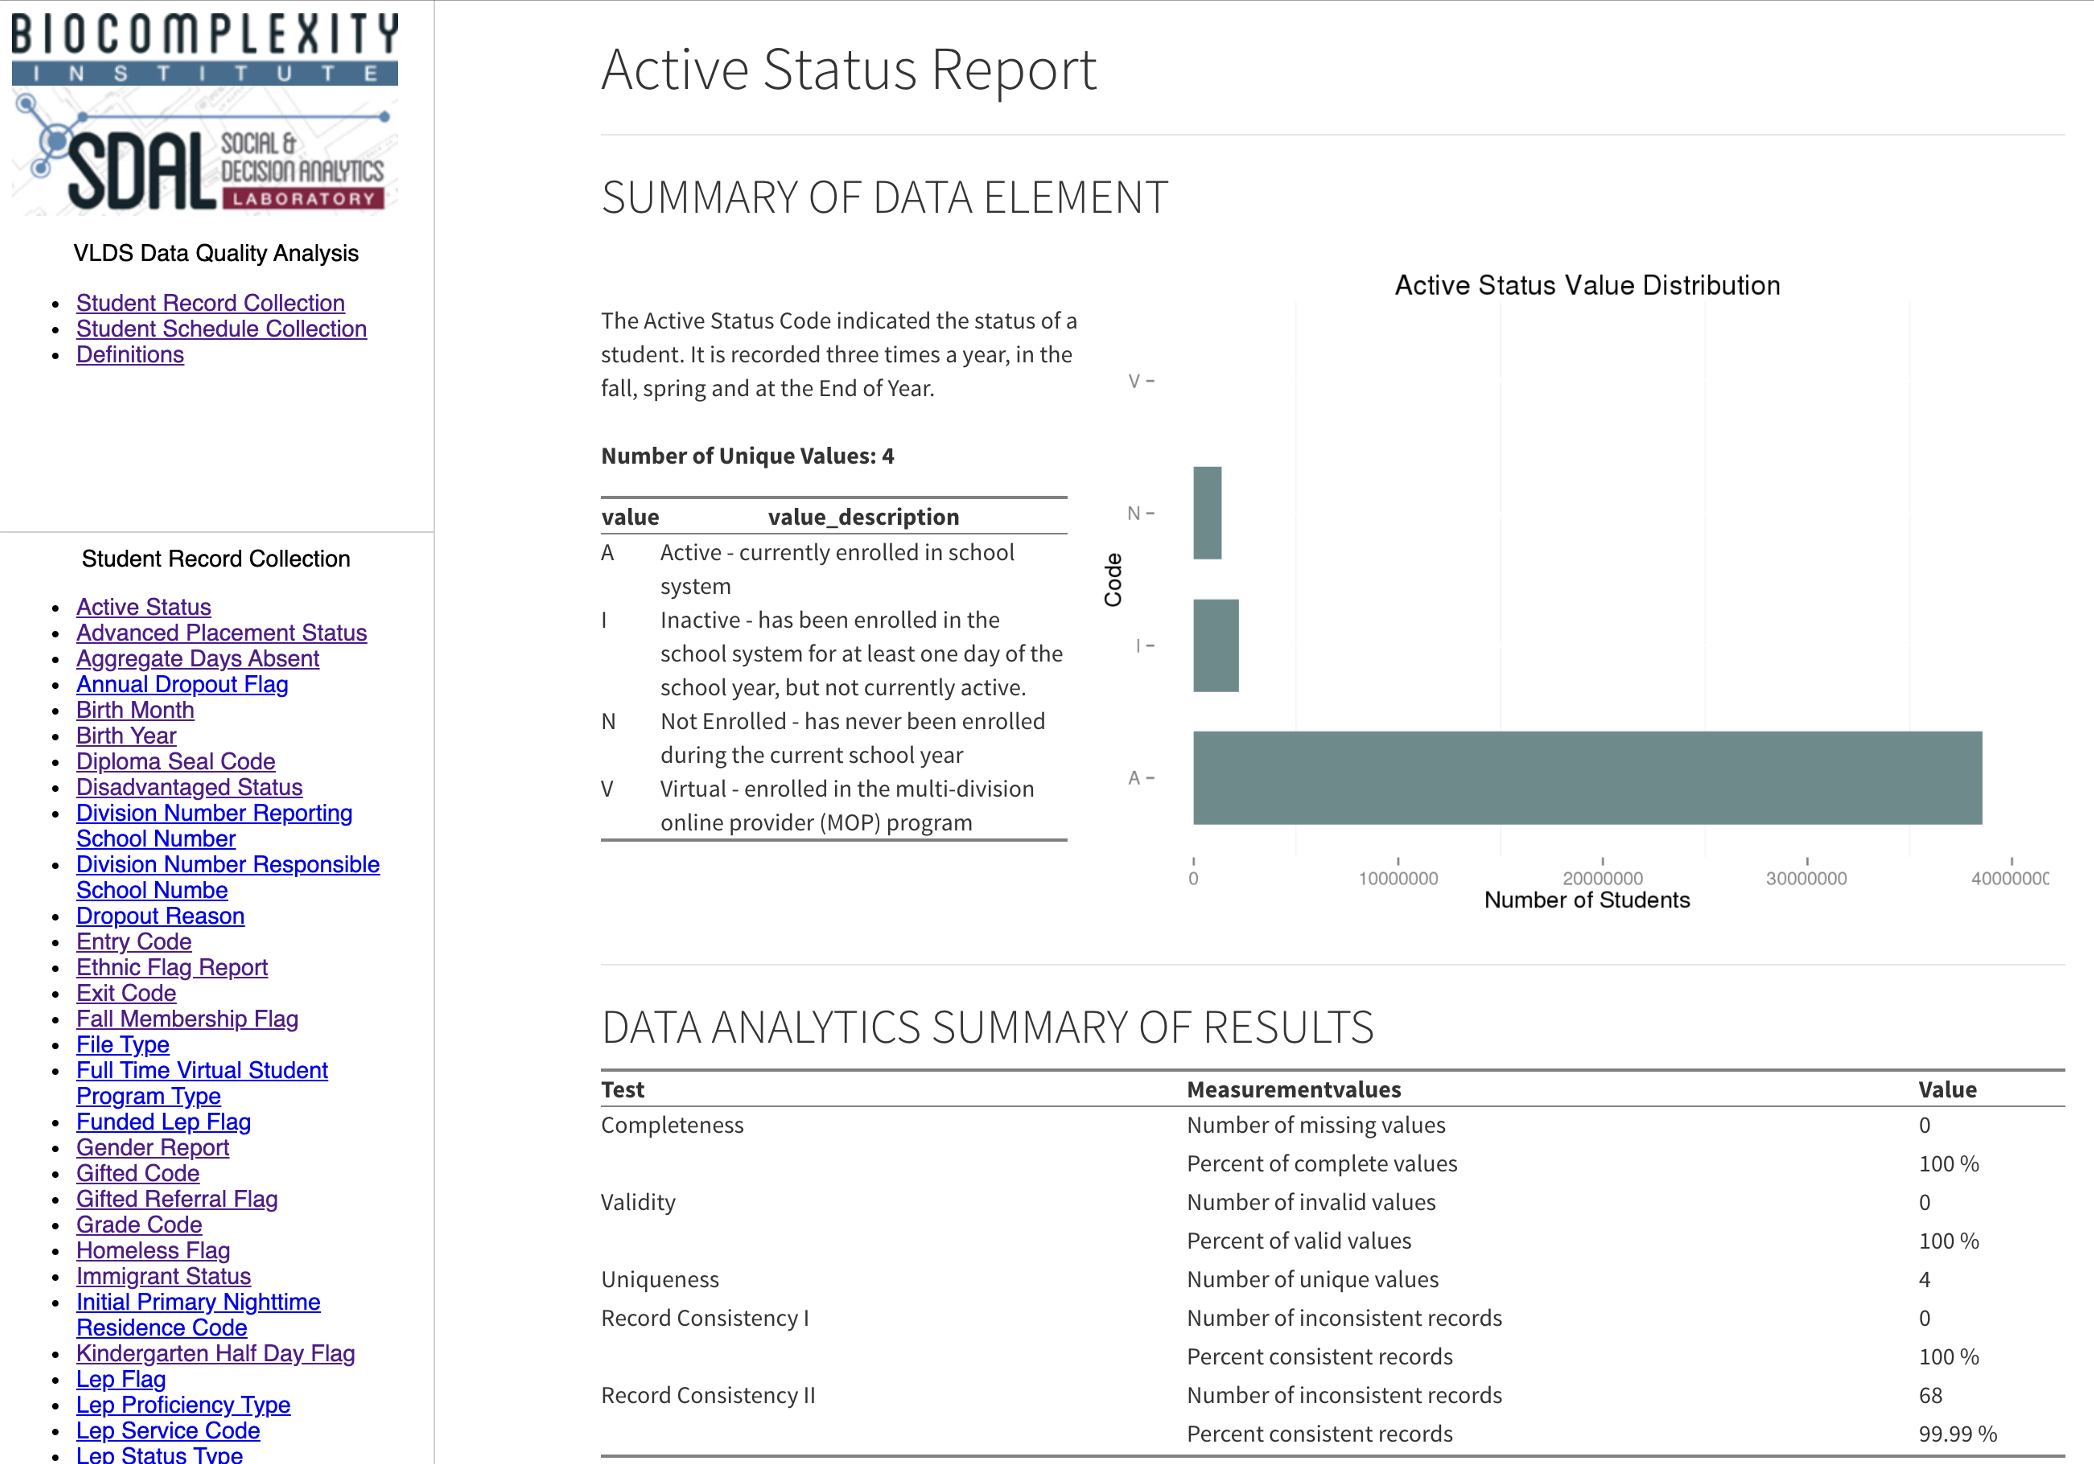 BIOCOMPLEXITY
INSTITUTE
SDAL
SOCIAL &
DECISION ANALYTICS
LABORATORY
VLDS Data Quality Analysis
Student Record Collection
Student Schedule Collection
Definitions
Student Record Collection
Active Status
Advanced Placement Status
Aggregate Days Absent
Annual Dropout Flag
Birth Month
Birth Year
Diploma Seal Code
Disadvantaged Status
Division Number Reporting
School Number
Division Number Responsible
School Numbe
Dropout Reason
Entry Code
Ethnic Flag Report
Exit Code
Fall Membership Flag
File Type
Full Time Virtual Student
Program Type
Funded Lep Flag
Gender Report
Gifted Code
Gifted Referral Flag
Grade Code
Homeless Flag
Immigrant Status
Initial Primary Nighttime
Residence Code
Kindergarten Half Day Flag
Lep Flag
Lep Proficiency Type
Lep Service Code
Lep Status Type
Active Status Report
SUMMARY OF DATA ELEMENT
The Active Status Code indicated the status of a
student. It is recorded three times a year, in the
fall, spring and at the End of Year.
Number of Unique Values: 4
value value_description
A Active - currently enrolled in school
system
I Inactive - has been enrolled in the
school system for at least one day of the
school year, but not currently active.
N Not Enrolled - has never been enrolled
during the current school year
V Virtual - enrolled in the multi-division
online provider (MOP) program
Active Status Value Distribution
V
N
Code
I
A
0 10000000 20000000 30000000 40000000
Number of Students
DATA ANALYTICS SUMMARY OF RESULTS
Test Measurementvalues Value
Completeness Number of missing values 0
Percent of complete values 100 %
Validity Number of invalid values 0
Percent of valid values 100 %
Uniqueness Number of unique values 4
Record Consistency I Number of inconsistent records 0
Percent consistent records 100 %
Record Consistency II Number of inconsistent records 68
Percent consistent records 99.99 %